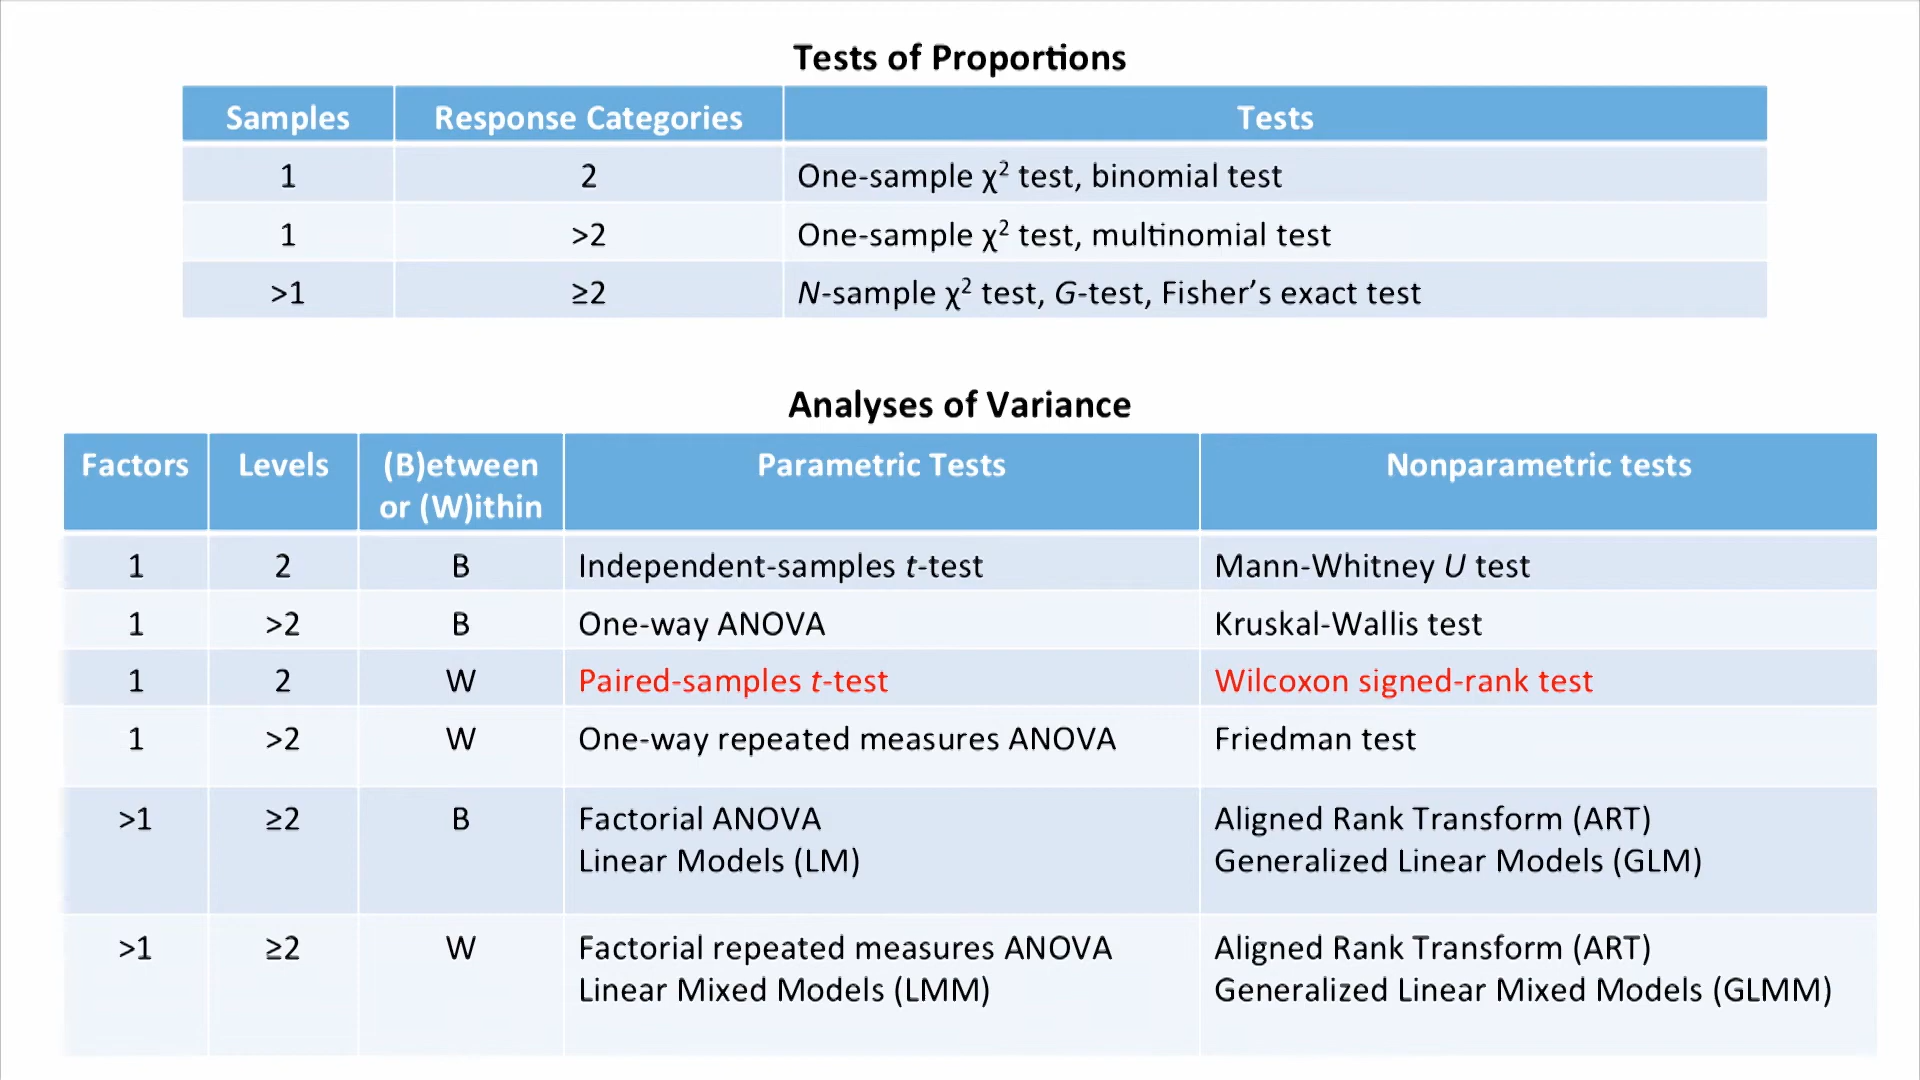 Tests of Proportions
Samples Response Categories Tests
1 2 One-sample χ² test, binomial test
1 >2 One-sample χ² test, multinomial test
>1 ≥2 N-sample χ² test, G-test, Fisher’s exact test
Analyses of Variance
Factors Levels (B)etween Parametric Tests Nonparametric tests
or (W)ithin
1 2 B Independent-samples t-test Mann-Whitney U test
1 >2 B One-way ANOVA Kruskal-Wallis test
1 2 W Paired-samples t-test Wilcoxon signed-rank test
1 >2 W One-way repeated measures ANOVA Friedman test
>1 ≥2 B Factorial ANOVA Aligned Rank Transform (ART)
Linear Models (LM) Generalized Linear Models (GLM)
>1 ≥2 W Factorial repeated measures ANOVA Aligned Rank Transform (ART)
Linear Mixed Models (LMM) Generalized Linear Mixed Models (GLMM)